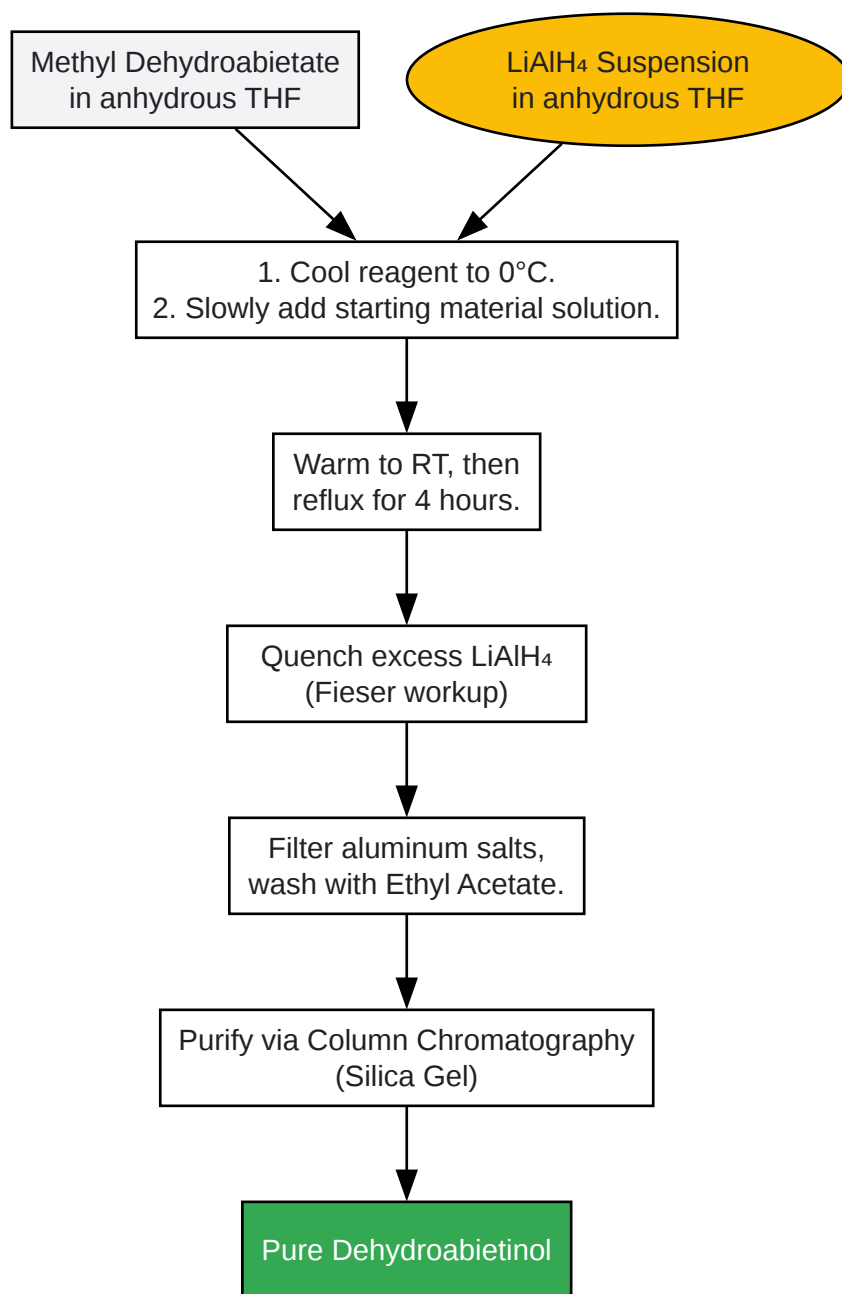 Methyl Dehydroabietate
in anhydrous THF
LiAlH₄ Suspension
in anhydrous THF
1. Cool reagent to 0°C.
2. Slowly add starting material solution.
Warm to RT, then
reflux for 4 hours.
Quench excess LiAlH₄
(Fieser workup)
Filter aluminum salts,
wash with Ethyl Acetate.
Purify via Column Chromatography
(Silica Gel)
Pure Dehydroabietinol